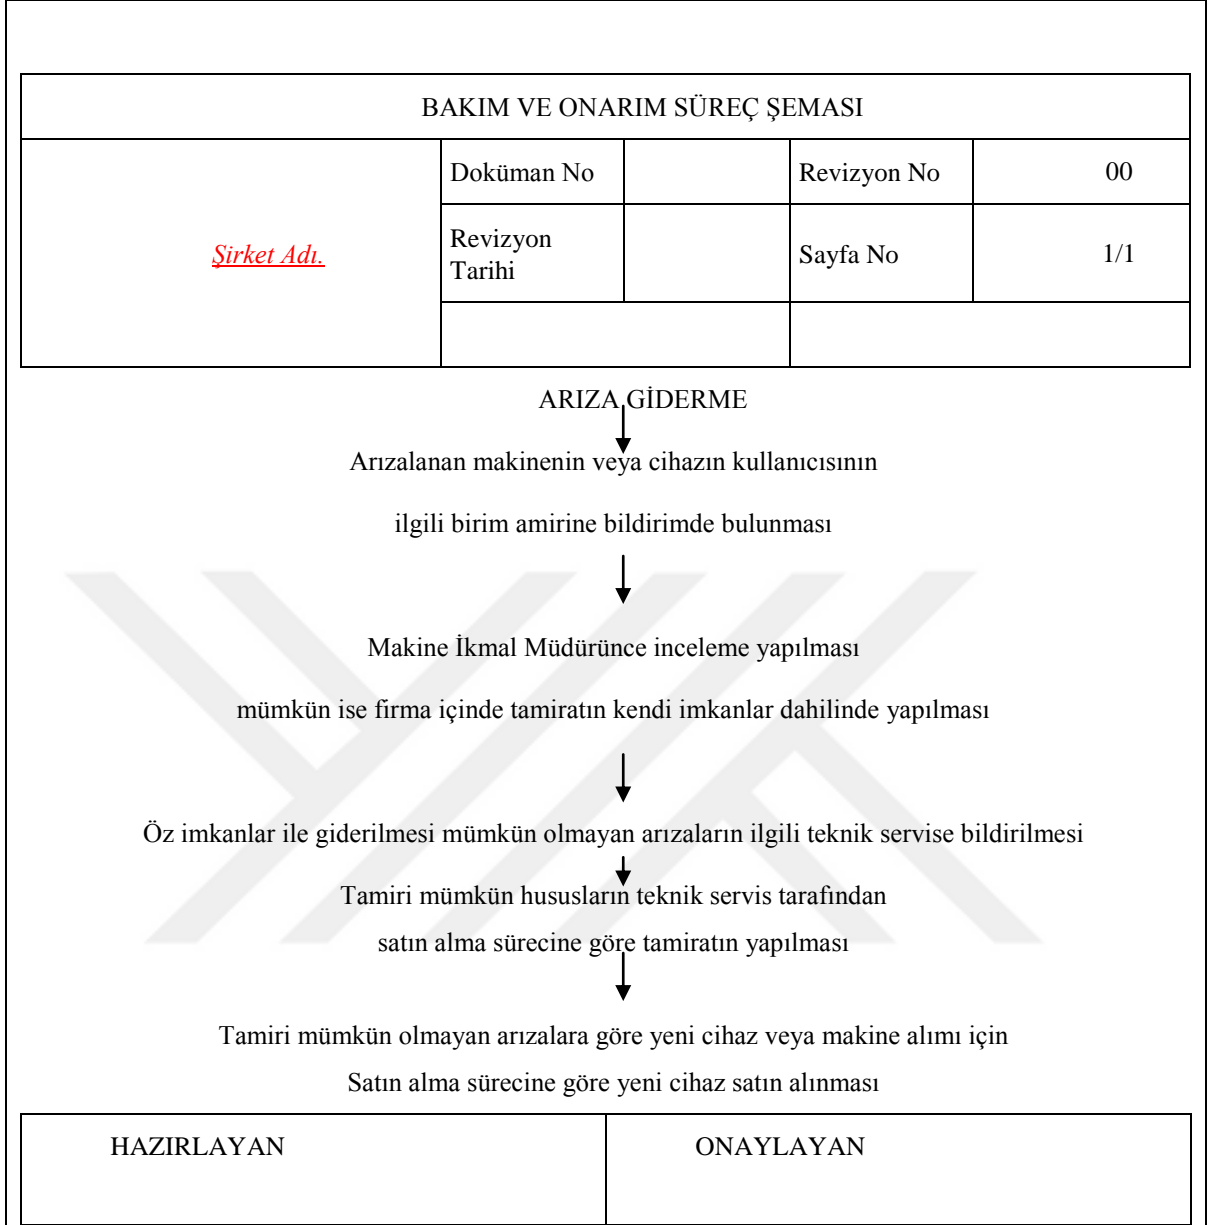 BAKIM VE ONARIM SÜREÇ ŞEMASI
Şirket Adı.
Doküman No
Revizyon No
00
Revizyon
Tarihi
Sayfa No
1/1
ARIZA GİDERME
Arızalanan makinenin veya cihazın kullanıcısının
ilgili birim amirine bildirimde bulunması
Makine İkmal Müdürünce inceleme yapılması
mümkün ise firma içinde tamiratın kendi imkanlar dahilinde yapılması
Öz imkanlar ile giderilmesi mümkün olmayan arızaların ilgili teknik servise bildirilmesi
Tamiri mümkün hususların teknik servis tarafından
satın alma sürecine göre tamiratın yapılması
Tamiri mümkün olmayan arızalara göre yeni cihaz veya makine alımı için
Satın alma sürecine göre yeni cihaz satın alınması
HAZIRLAYAN
ONAYLAYAN